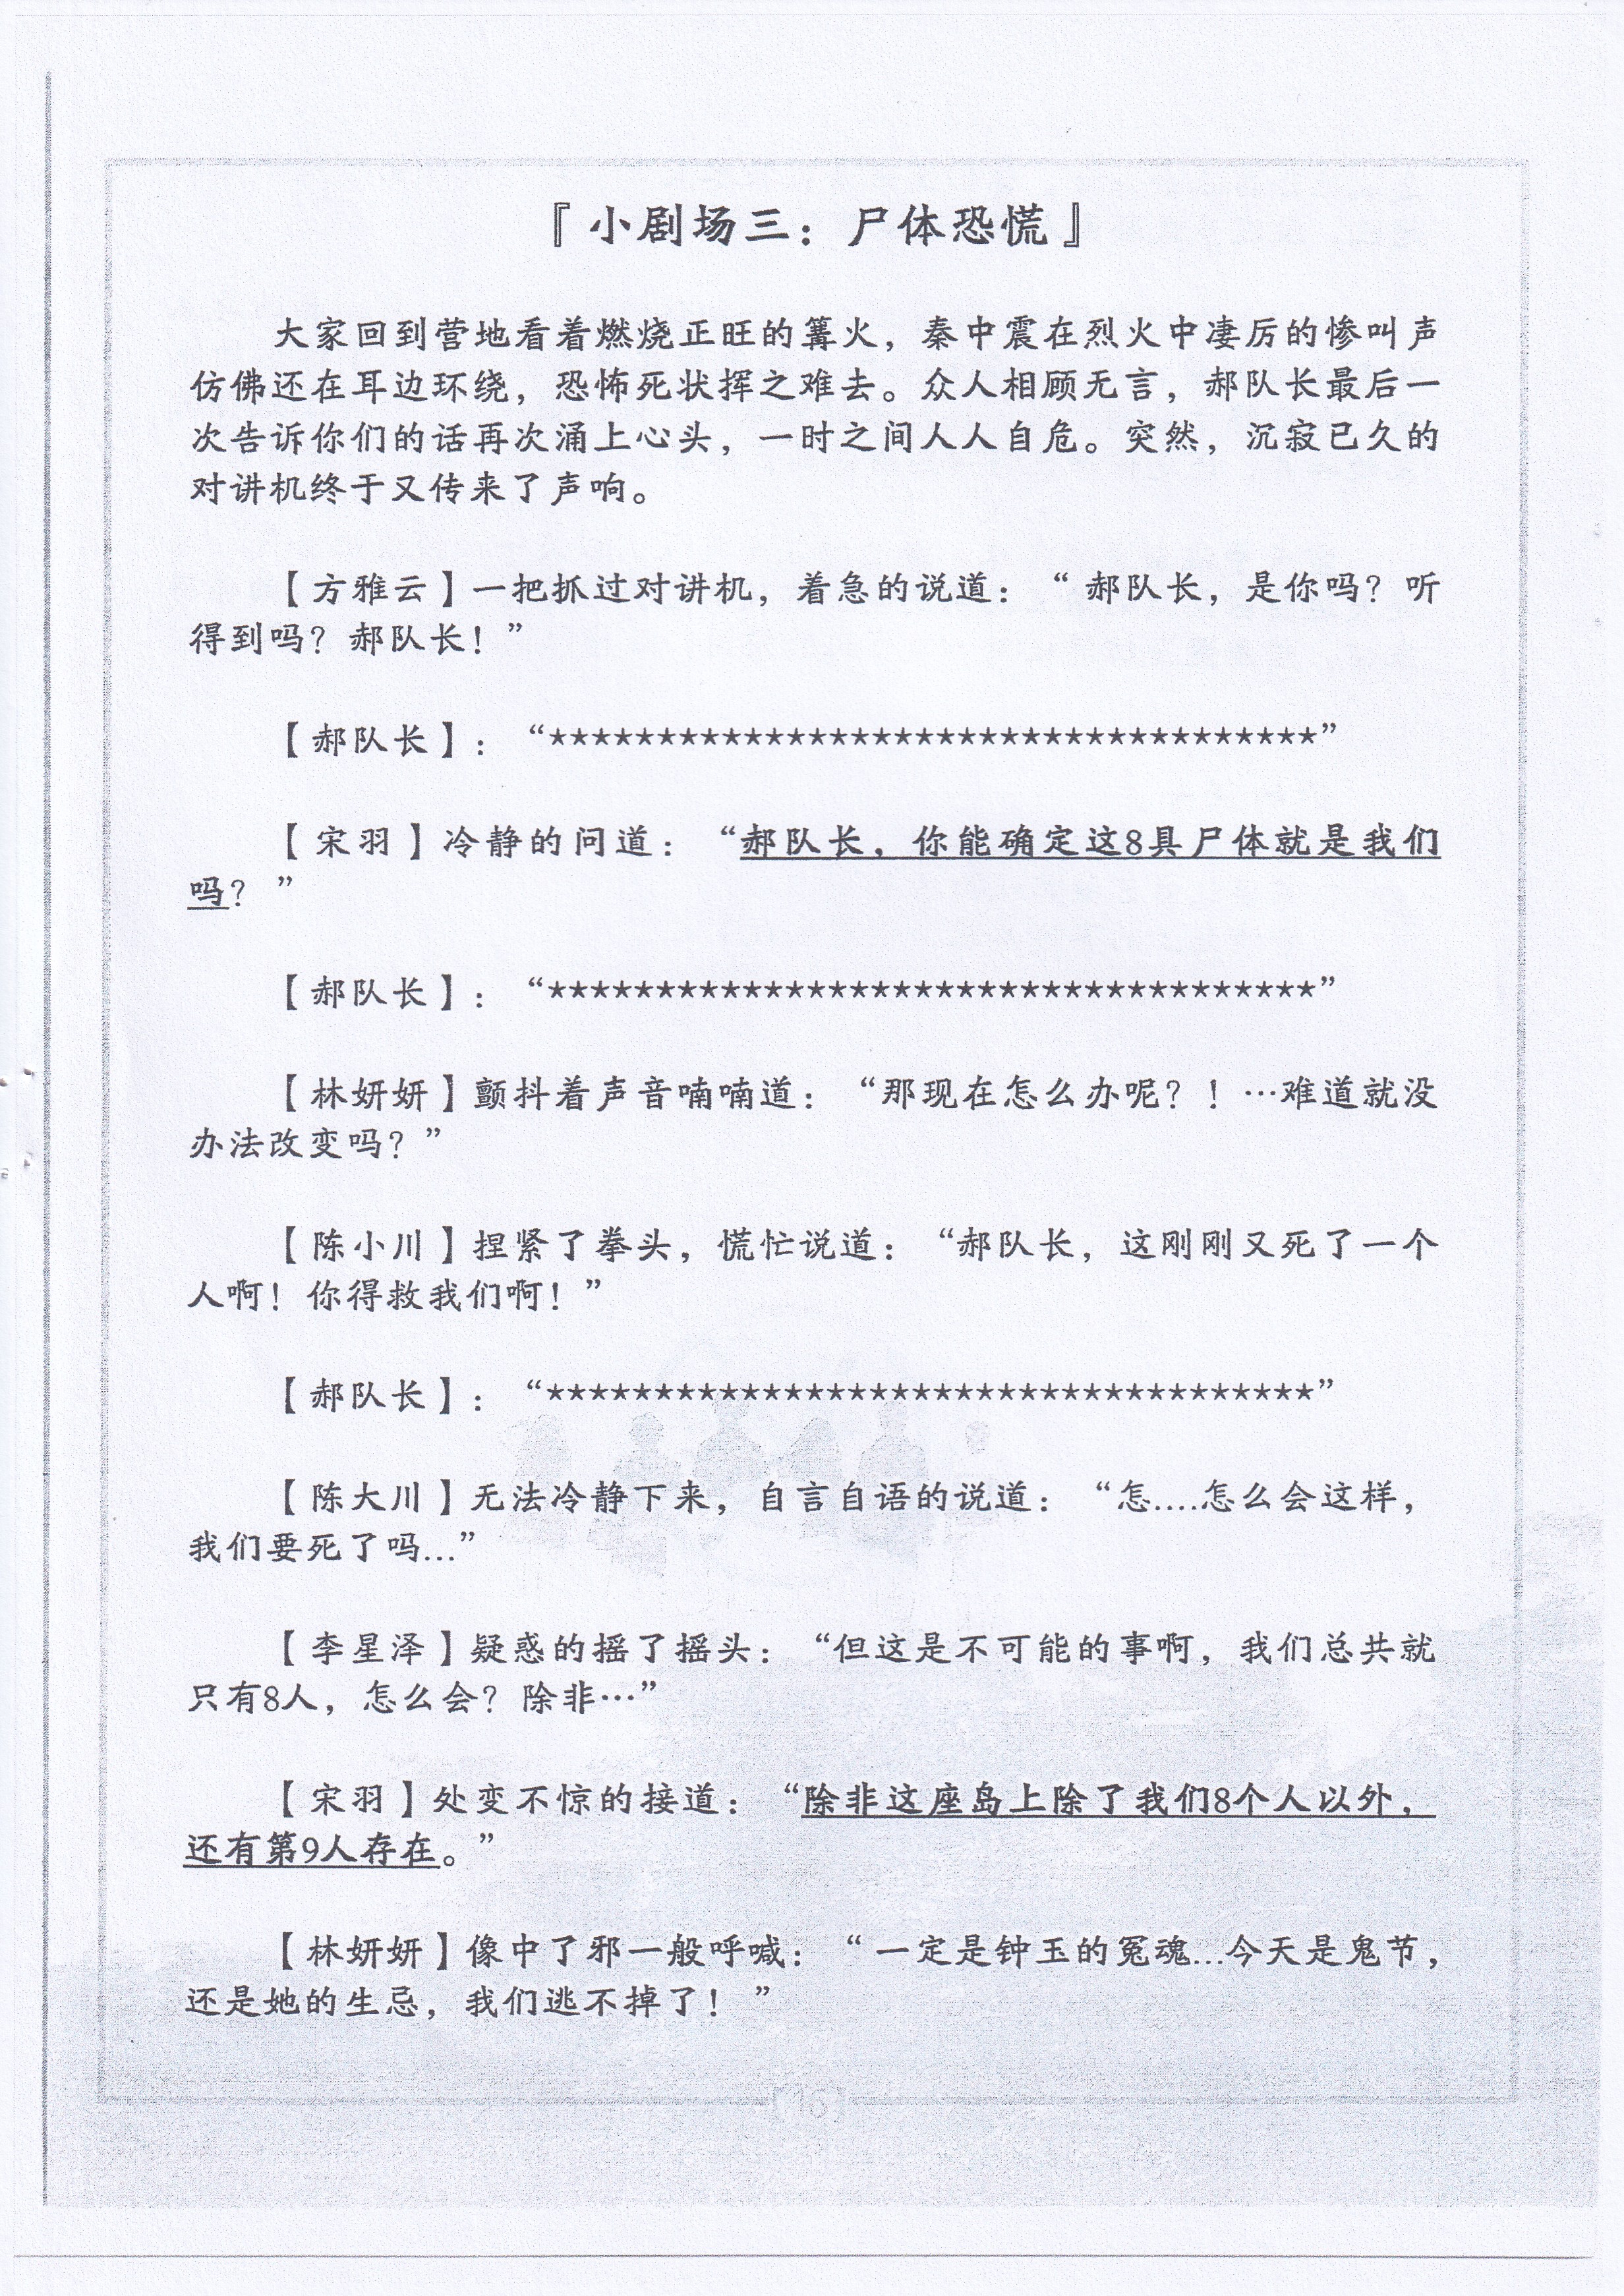 『小剧场三：尸体恐慌』
大家回到营地看着燃烧正旺的篝火，秦中震在烈火中凄厉的惨叫声
仿佛还在耳边环绕，恐怖死状挥之难去。众人相顾无言，郝队长最后一
次告诉你们的话再次涌上心头，一时之间人人自危。突然，沉寂已久的
对讲机终于又传来了声响。
【方雅云】一把抓过对讲机，着急的说道：“ 郝队长，是你吗？听
得到吗？郝队长！”
【郝队长】：“************************************”
【宋羽】冷静的问道：“郝队长，你能确定这8具尸体就是我们
吗？”
【郝队长】：“************************************”
【林妍妍】颤抖着声音喃喃道：“那现在怎么办呢？！…难道就没
办法改变吗？”
【陈小川】捏紧了拳头，慌忙说道：“郝队长，这刚刚又死了一个
人啊！你得救我们啊！”
【郝队长】：“************************************”
【陈大川】无法冷静下来，自言自语的说道：“怎....怎么会这样，
我们要死了吗...”
【李星泽】疑惑的摇了摇头：“但这是不可能的事啊，我们总共就
只有8人，怎么会？除非…”
【宋羽】处变不惊的接道：“除非这座岛上除了我们8个人以外，
还有第9人存在。”
【林妍妍】像中了邪一般呼喊：“ 一定是钟玉的冤魂...今天是鬼节，
还是她的生忌，我们逃不掉了！ ”
16